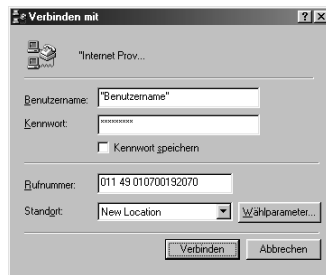 Verbinden mit
"Internet Prov...
Benutzername: "Benutzername"
Kennwort: *********
Kennwort speichern
Rufnummer: 011 49 010700192070
Standort: New Location Wählparameter...
Verbinden Abbrechen